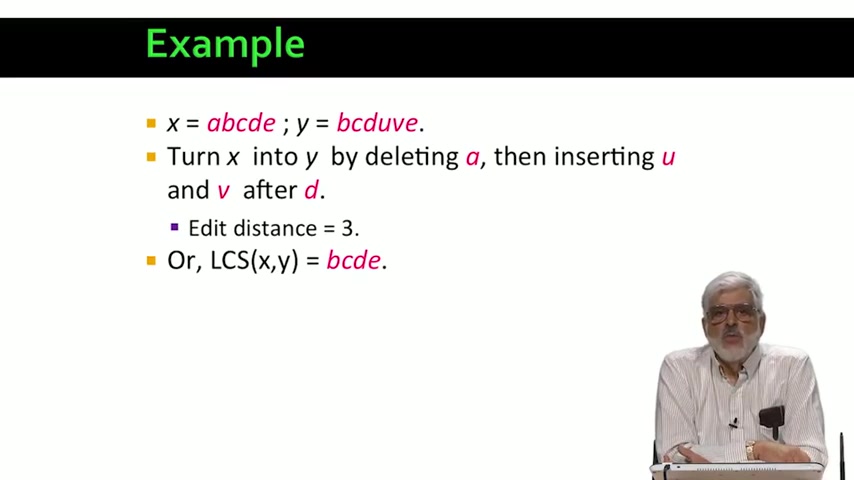 Example
x = abcde ; y = bcduve.
Turn x into y by deleting a, then inserting u
and v after d.
Edit distance = 3.
Or, LCS(x,y) = bcde.